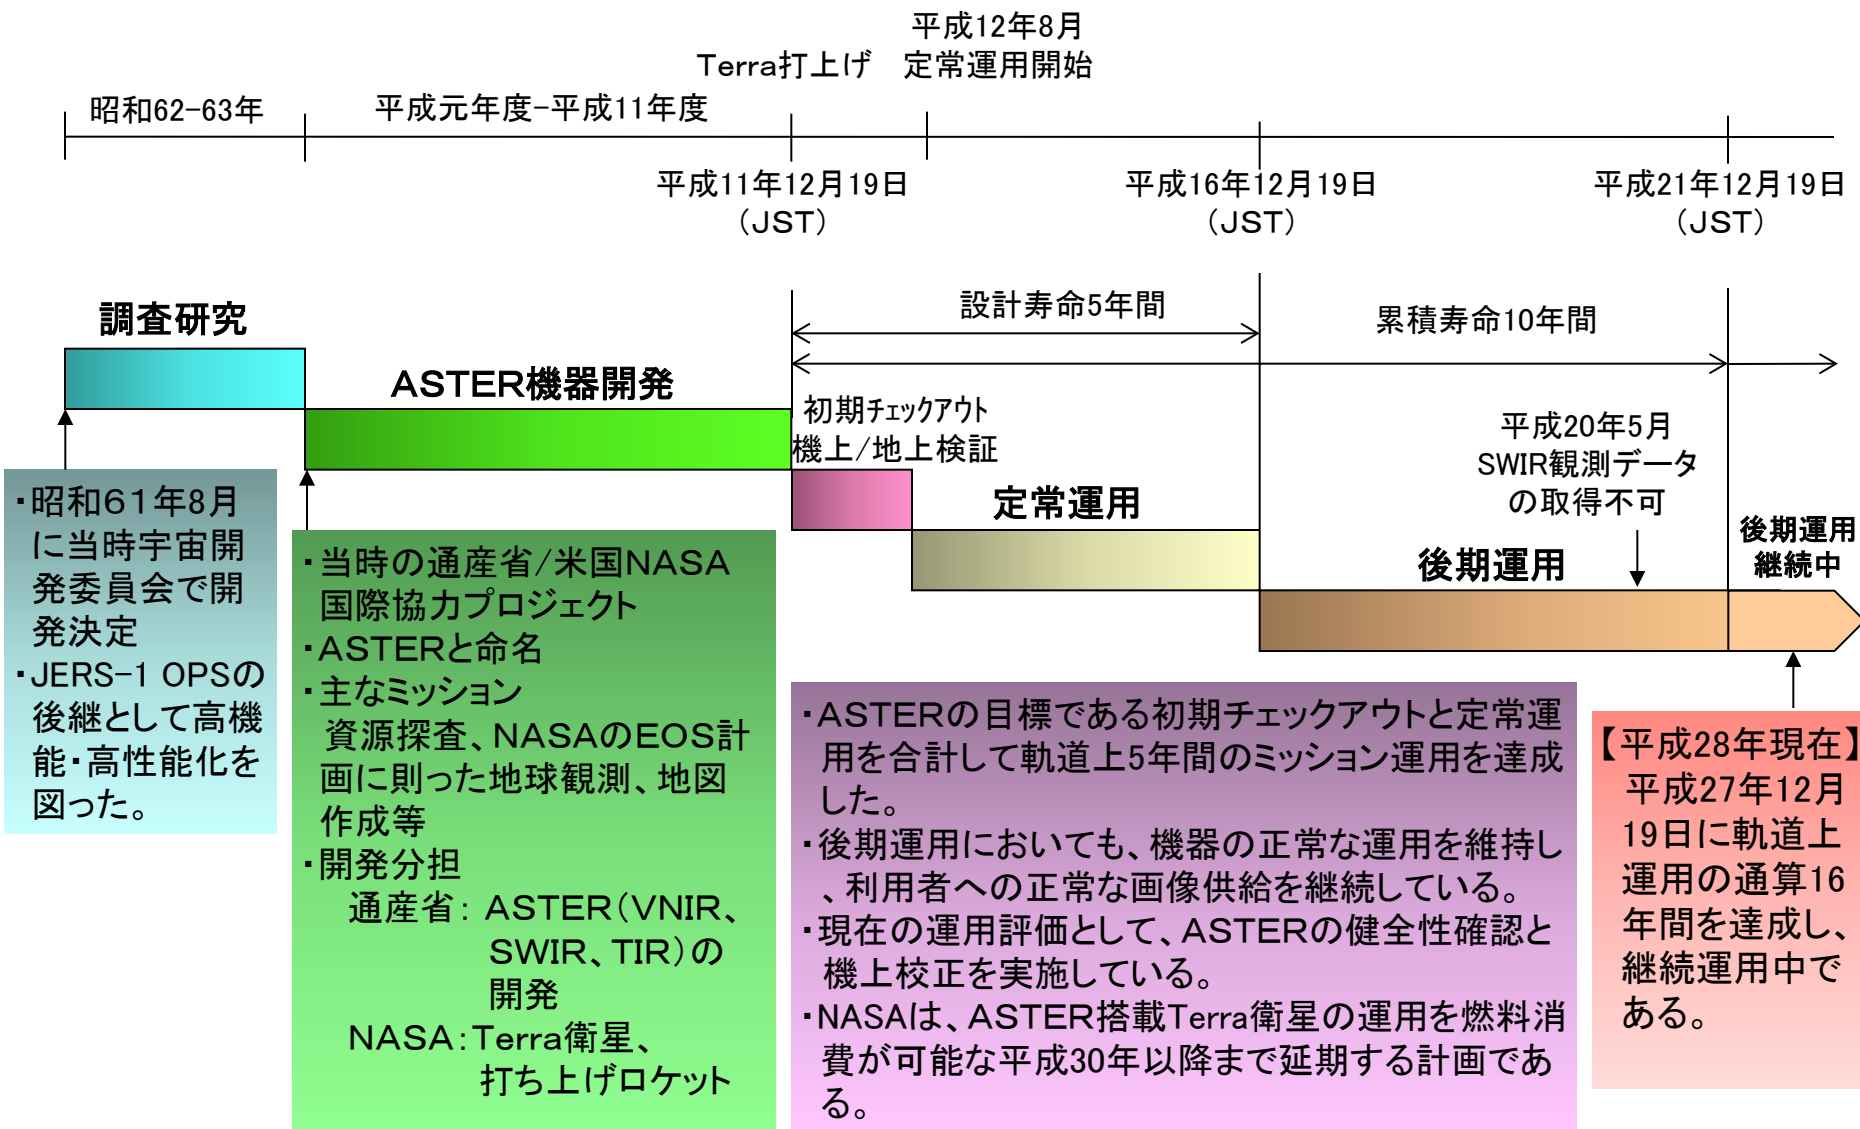 平成12年8月
Terra打上げ　定常運用開始
昭和62-63年
平成元年度-平成11年度
平成11年12月19日
（JST）
平成16年12月19日
（JST）
平成21年12月19日
（JST）
調査研究
設計寿命5年間
累積寿命10年間
ASTER機器開発
初期チェックアウト
機上/地上検証
平成20年5月
SWIR観測データ
の取得不可
定常運用
後期運用
後期運用
継続中
・昭和61年8月
に当時宇宙開
発委員会で開
発決定
・JERS-1 OPSの
後継として高機
能・高性能化を
図った。
・当時の通産省/米国NASA
国際協力プロジェクト
・ASTERと命名
・主なミッション
資源探査、NASAのEOS計
画に則った地球観測、地図
作成等
・開発分担
通産省： ASTER（VNIR、
SWIR、TIR）の
開発
NASA：Terra衛星、
打ち上げロケット
・ASTERの目標である初期チェックアウトと定常運
用を合計して軌道上5年間のミッション運用を達成
した。
・後期運用においても、機器の正常な運用を維持し
、利用者への正常な画像供給を継続している。
・現在の運用評価として、ASTERの健全性確認と
機上校正を実施している。
・NASAは、ASTER搭載Terra衛星の運用を燃料消
費が可能な平成30年以降まで延期する計画であ
る。
【平成28年現在】
平成27年12月
19日に軌道上
運用の通算16
年間を達成し、
継続運用中で
ある。